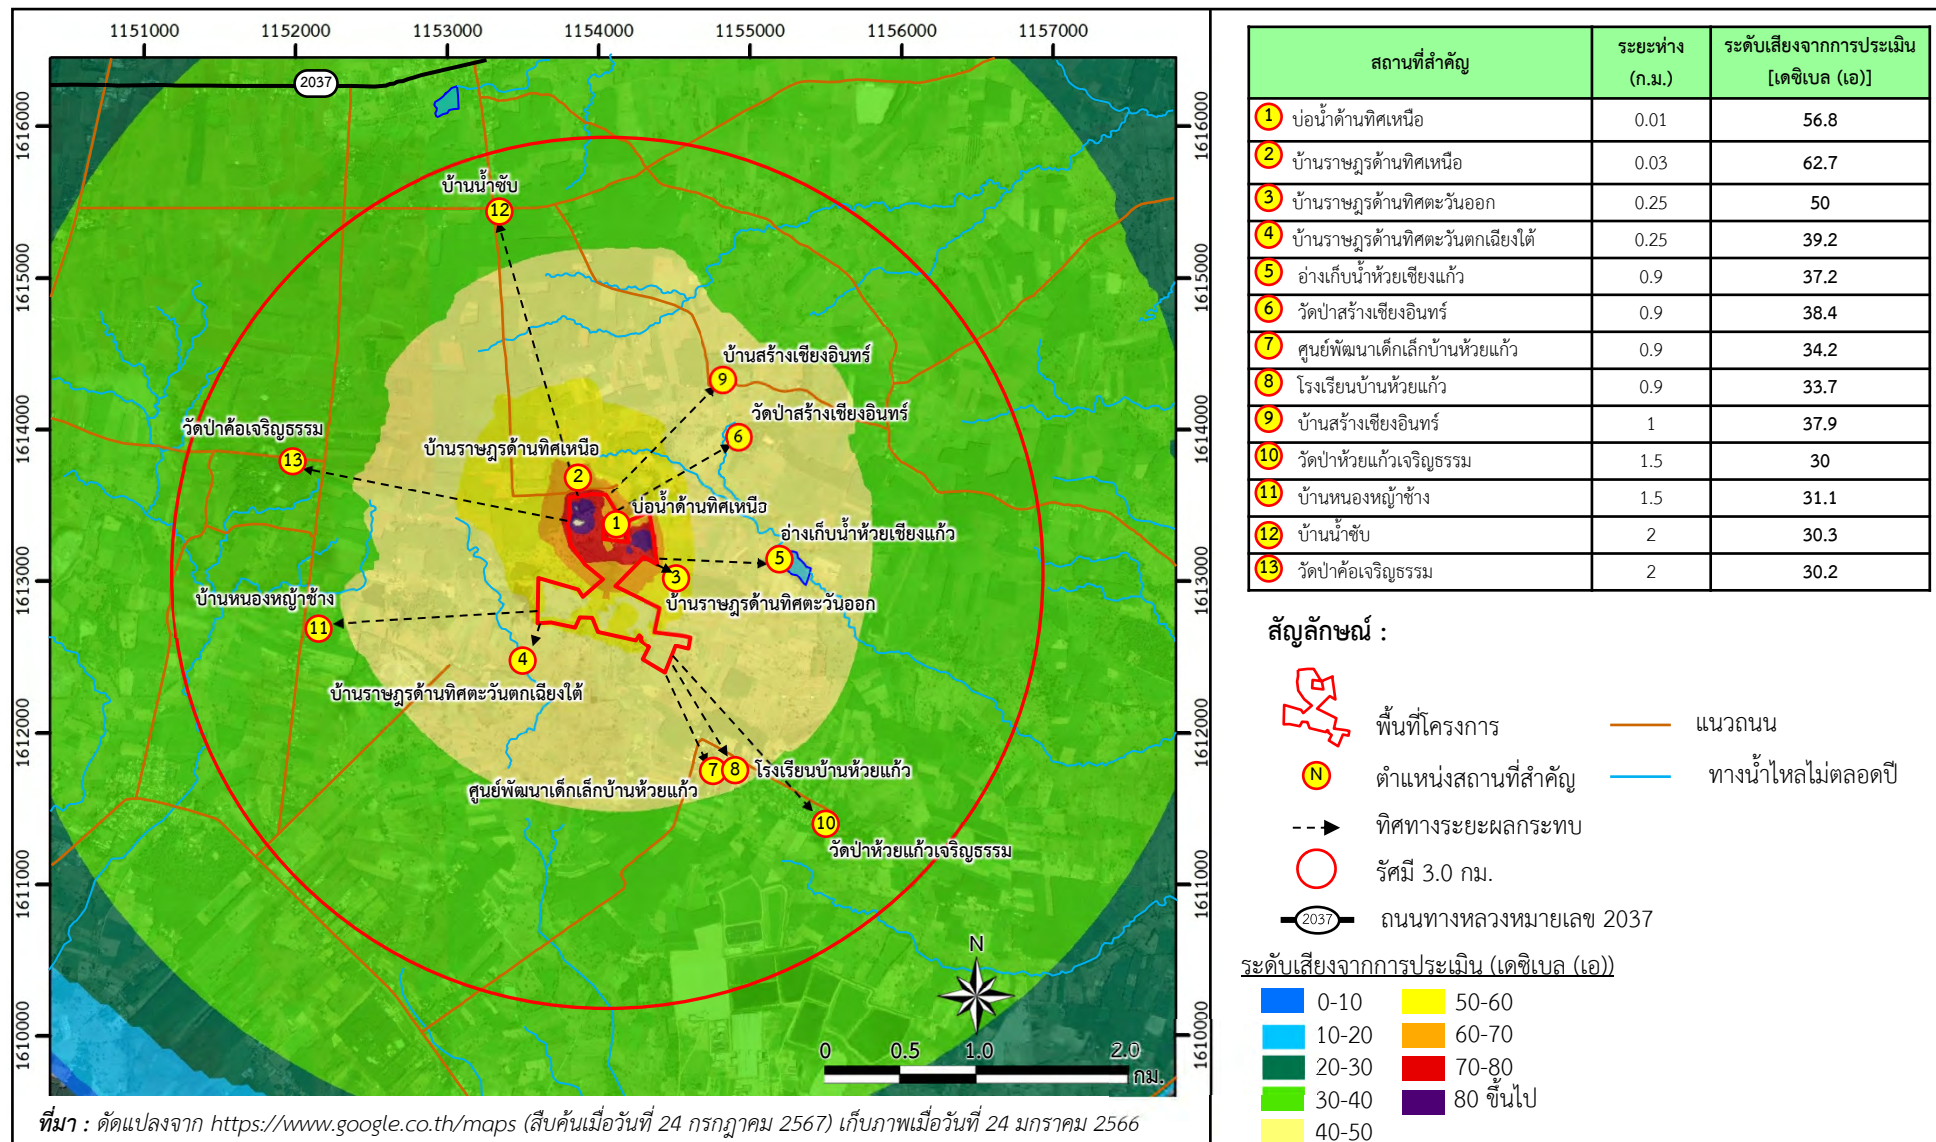 1151000 1152000 1153000 1154000 1155000 1156000 1157000
1616000
1615000
1614000
1613000
1612000
1611000
1610000
1616000
1615000
1614000
1613000
1612000
1611000
1610000
2037
บ้านน้ำซับ
12
บ้านสร้างเชียงอินทร์
9
วัดป่าสร้างเชียงอินทร์
6
วัดป่าค้อเจริญธรรม
13
บ้านราษฎรด้านทิศเหนือ
2
บ่อน้ำด้านทิศเหนือ
1
อ่างเก็บน้ำห้วยเชียงแก้ว
5
3
บ้านราษฎรด้านทิศตะวันออก
บ้านหนองหญ้าช้าง
11
4
บ้านราษฎรด้านทิศตะวันตกเฉียงใต้
7 8 โรงเรียนบ้านห้วยแก้ว
ศูนย์พัฒนาเด็กเล็กบ้านห้วยแก้ว
10
วัดป่าห้วยแก้วเจริญธรรม
N
0 0.5 1.0 2.0
กม.
ที่มา : ดัดแปลงจาก https://www.google.co.th/maps (สืบค้นเมื่อวันที่ 24 กรกฎาคม 2567) เก็บภาพเมื่อวันที่ 24 มกราคม 2566
สถานที่สำคัญ ระยะห่าง (ก.ม.) ระดับเสียงจากการประเมิน [เดซิเบล (เอ)]
1 บ่อน้ำด้านทิศเหนือ 0.01 56.8
2 บ้านราษฎรด้านทิศเหนือ 0.03 62.7
3 บ้านราษฎรด้านทิศตะวันออก 0.25 50
4 บ้านราษฎรด้านทิศตะวันตกเฉียงใต้ 0.25 39.2
5 อ่างเก็บน้ำห้วยเชียงแก้ว 0.9 37.2
6 วัดป่าสร้างเชียงอินทร์ 0.9 38.4
7 ศูนย์พัฒนาเด็กเล็กบ้านห้วยแก้ว 0.9 34.2
8 โรงเรียนบ้านห้วยแก้ว 0.9 33.7
9 บ้านสร้างเชียงอินทร์ 1 37.9
10 วัดป่าห้วยแก้วเจริญธรรม 1.5 30
11 บ้านหนองหญ้าช้าง 1.5 31.1
12 บ้านน้ำซับ 2 30.3
13 วัดป่าค้อเจริญธรรม 2 30.2
สัญลักษณ์ :
พื้นที่โครงการ แนวถนน
N ตำแหน่งสถานที่สำคัญ ทางน้ำไหลไม่ตลอดปี
ทิศทางระยะผลกระทบ
รัศมี 3.0 กม.
2037 ถนนทางหลวงหมายเลข 2037
ระดับเสียงจากการประเมิน (เดซิเบล (เอ))
0-10 50-60
10-20 60-70
20-30 70-80
30-40 80 ขึ้นไป
40-50